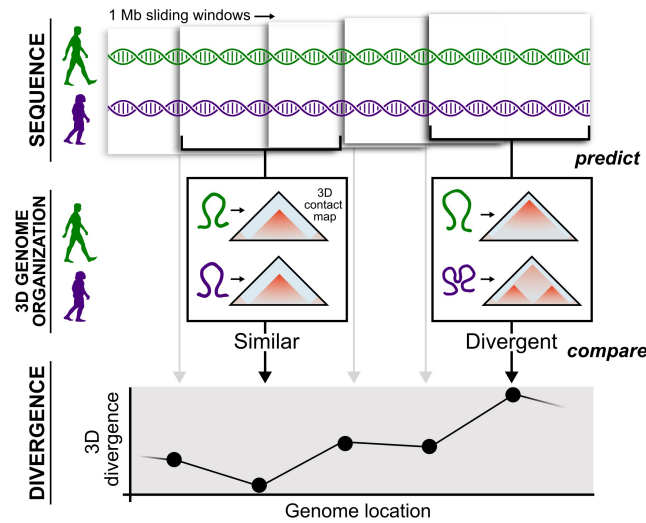 1 Mb sliding windows
SEQUENCE
predict
3D GENOME
ORGANIZATION
3D
contact
map
Similar
Divergent
compare
DIVERGENCE
3D
divergence
Genome location